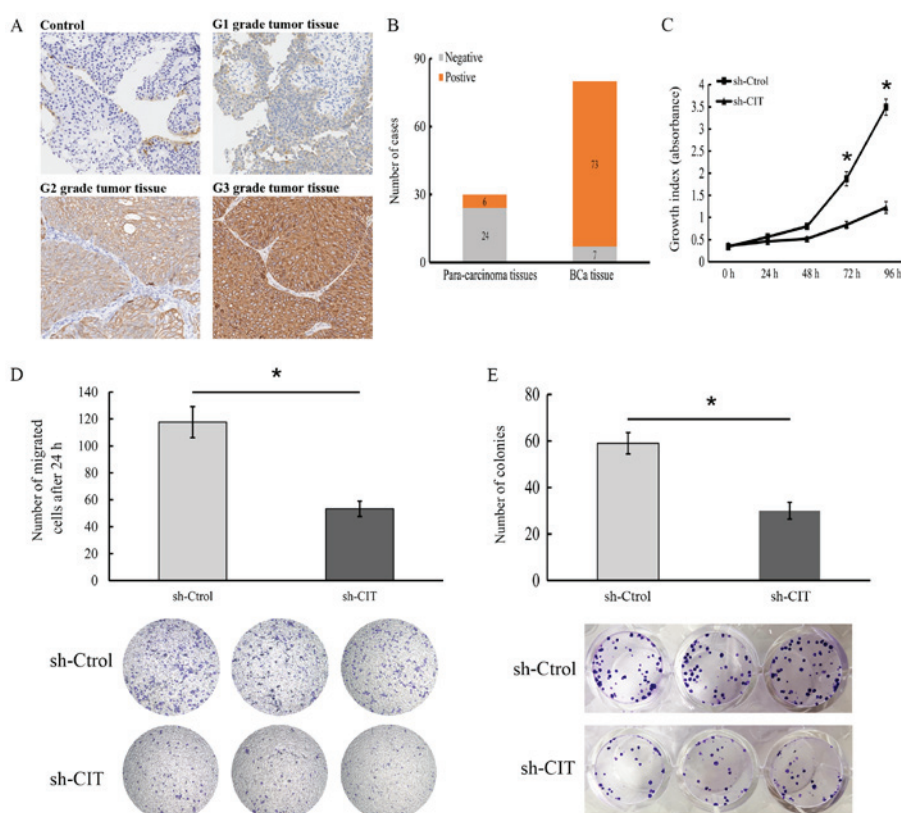 A
Control
G1 grade tumor tissue
G2 grade tumor tissue
G3 grade tumor tissue
B
Negative
Postive
Number of cases
90
60
30
0
6
24
73
7
Para-carcinoma tissues
BCa tissue
C
sh-Ctrol
sh-CIT
Growth index (absorbance)
4
3.5
3
2.5
2
1.5
1
0.5
0
*
*
0 h
24 h
48 h
72 h
96 h
D
Number of migrated
cells after 24 h
140
120
100
80
60
40
20
0
*
sh-Ctrol
sh-CIT
sh-Ctrol
sh-CIT
E
Number of colonies
80
60
40
20
0
*
sh-Ctrol
sh-CIT
sh-Ctrol
sh-CIT